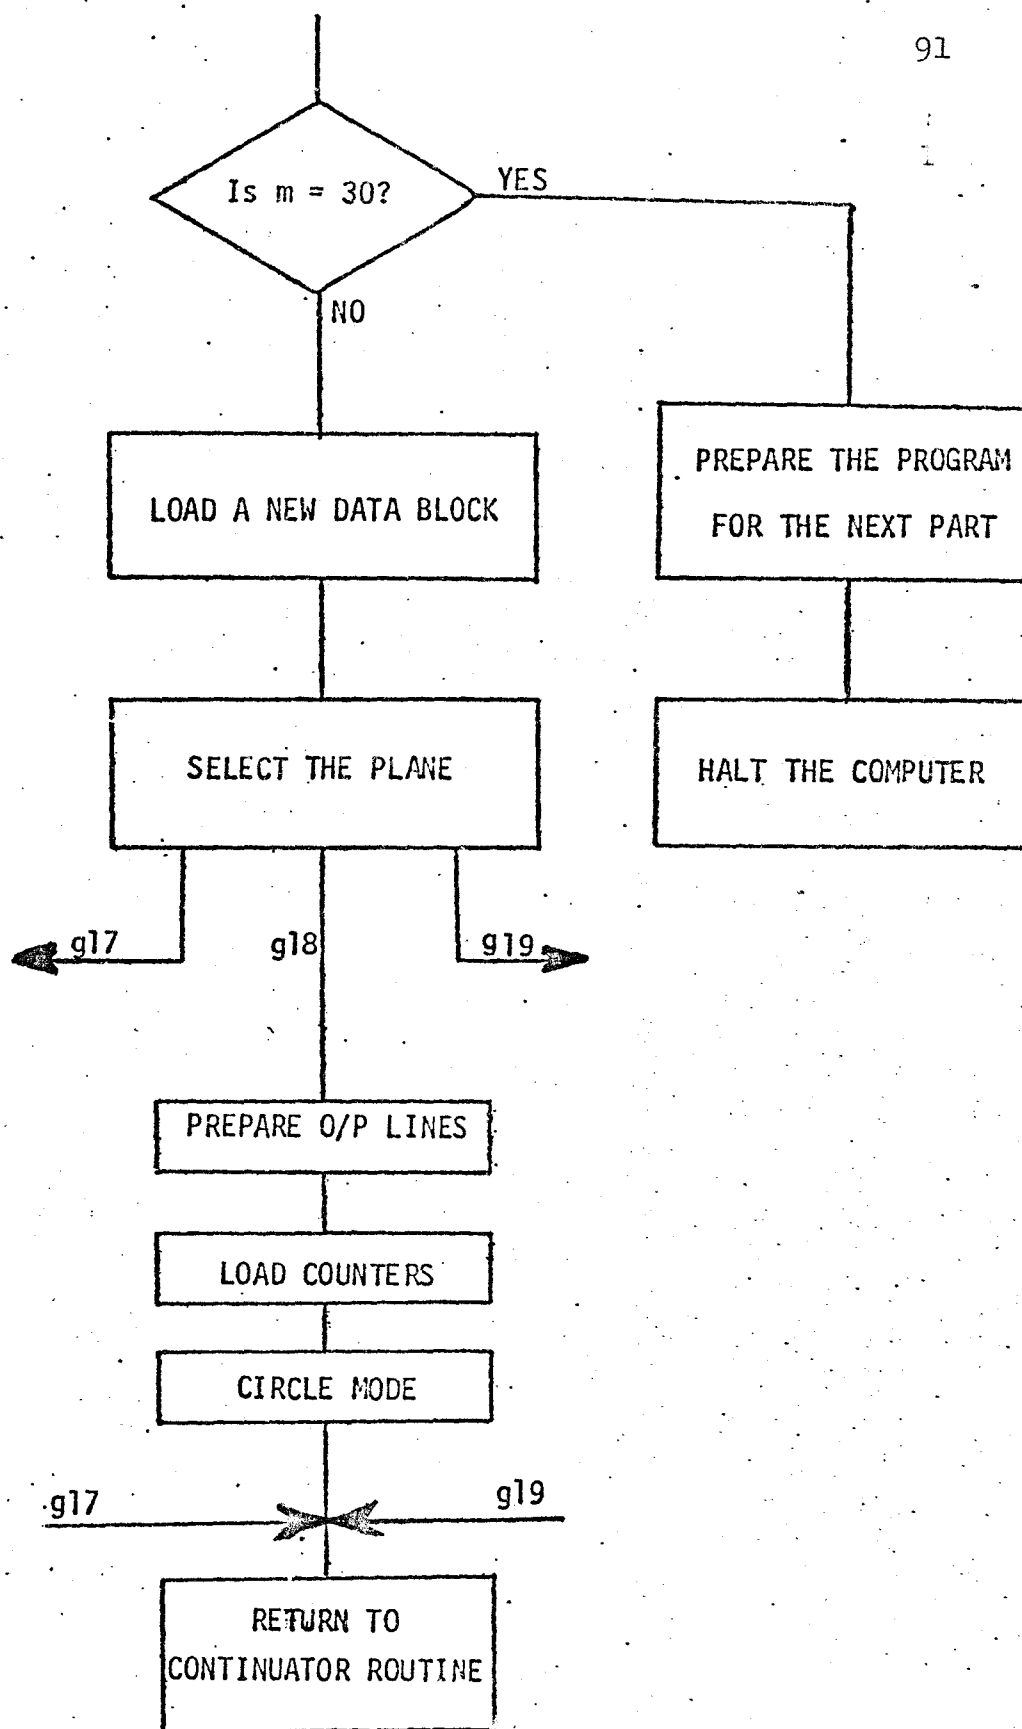 91
Is m = 30?
YES
NO
LOAD A NEW DATA BLOCK
PREPARE THE PROGRAM
FOR THE NEXT PART
SELECT THE PLANE
HALT THE COMPUTER
g17
g18
g19
PREPARE O/P LINES
LOAD COUNTERS
CIRCLE MODE
g17
g19
RETURN TO
CONTINUATOR ROUTINE